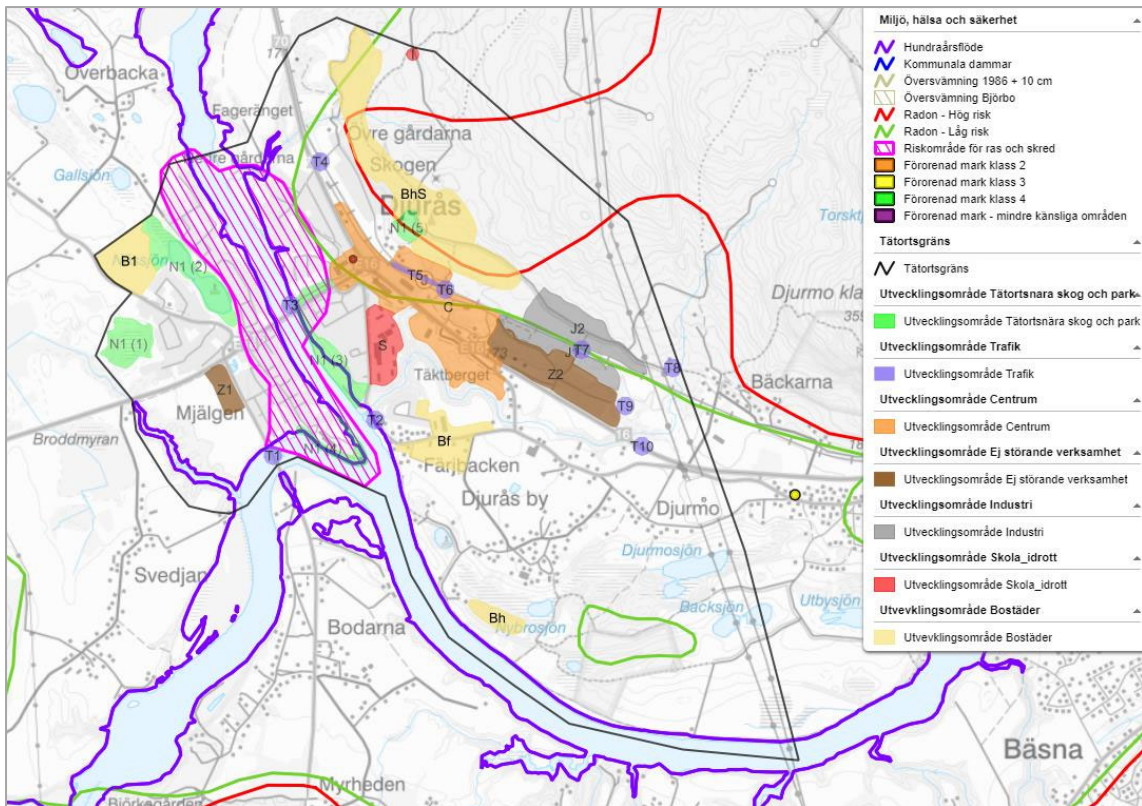 Miljö, hälsa och säkerhet
Hundraårsflöde
Kommunala dammar
Översvämning 1986 + 10 cm
Översvämning Björbo
Radon - Hög risk
Radon - Låg risk
Riskområde för ras och skred
Förorenad mark klass 2
Förorenad mark klass 3
Förorenad mark klass 4
Förorenad mark - mindre känsliga områden
Tätortsgräns
Tätortsgräns
Utvecklingsområde Tätortsnara skog och park
Utvecklingsområde Tätortsnära skog och park
Utvecklingsområde Trafik
Utvecklingsområde Trafik
Utvecklingsområde Centrum
Utvecklingsområde Centrum
Utvecklingsområde Ej störande verksamhet
Utvecklingsområde Ej störande verksamhet
Utvecklingsområde Industri
Utvecklingsområde Industri
Utvecklingsområde Skola_idrott
Utvecklingsområde Skola_idrott
Utvevklingsområde Bostäder
Utvevklingsområde Bostäder
Överbacka
Fageränget
gårdarna
Gallsjön
T4
Övre gårdarna
Skogen
BhS
Djurås
N1 (5)
B1
N1 (2)
T5
T6
C
T3
N1 (1)
N1 (3)
S
J2
T7
T8
Z2
Z1
Täktberget
Bäckarna
Djurmo
Mjälgen
T2
T9
T10
Broddmyran
T1
Bf
Färjbacken
Djurås by
Djurmo
Djurmosjön
Svedjan
Backsjön
Utbysjön
Bh
Nybrosjön
Bodarna
Bäsna
Myrheden
Björkegården